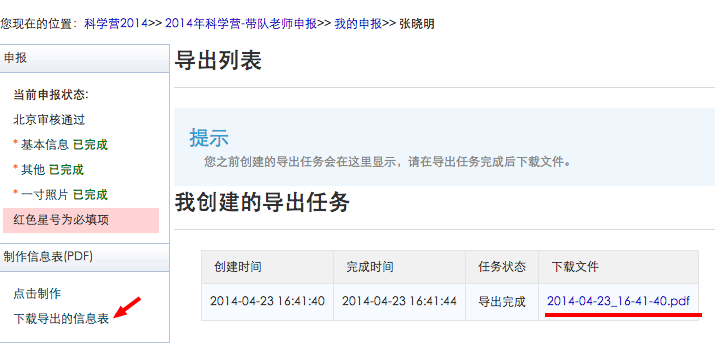 您现在的位置：科学营2014>> 2014年科学营-带队老师申报>> 我的申报>> 张晓明
申报
当前申报状态:
北京审核通过
* 基本信息 已完成
* 其他 已完成
* 一寸照片 已完成
红色星号为必填项
制作信息表(PDF)
点击制作
下载导出的信息表
导出列表
提示
您之前创建的导出任务会在这里显示，请在导出任务完成后下载文件。
我创建的导出任务
创建时间 完成时间 任务状态 下载文件
2014-04-23 16:41:40 2014-04-23 16:41:44 导出完成 2014-04-23_16-41-40.pdf